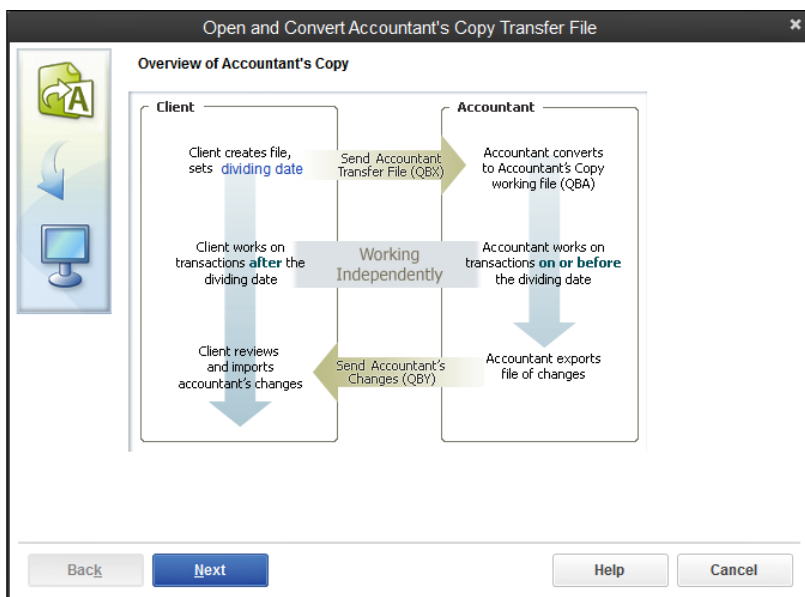 Open and Convert Accountant's Copy Transfer File
Overview of Accountant's Copy
Client
Accountant
Client creates file,
sets dividing date
Send Accountant
Transfer File (QBX)
Accountant converts
to Accountant's Copy
working file (QBA)
Client works on
transactions after the
dividing date
Working
Independently
Accountant works on
transactions on or before
the dividing date
Client reviews
and imports
accountant's changes
Send Accountant's
Changes (QBY)
Accountant exports
file of changes
A
Back
Next
Help
Cancel